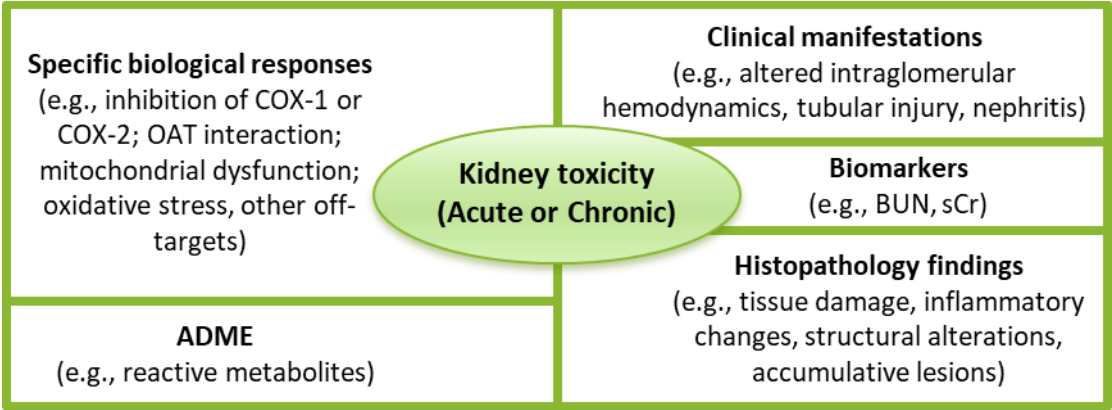 Specific biological responses
(e.g., inhibition of COX-1 or
COX-2; OAT interaction;
mitochondrial dysfunction;
oxidative stress, other off-
targets)
ADME
(e.g., reactive metabolites)
Kidney toxicity
(Acute or Chronic)
Clinical manifestations
(e.g., altered intraglomerular
hemodynamics, tubular injury, nephritis)
Biomarkers
(e.g., BUN, sCr)
Histopathology findings
(e.g., tissue damage, inflammatory
changes, structural alterations,
accumulative lesions)